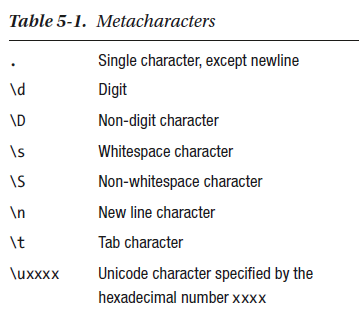 Table 5-1. Metacharacters
. Single character, except newline
\d Digit
\D Non-digit character
\s Whitespace character
\S Non-whitespace character
\n New line character
\t Tab character
\uxxxx Unicode character specified by the
hexadecimal number xxxx